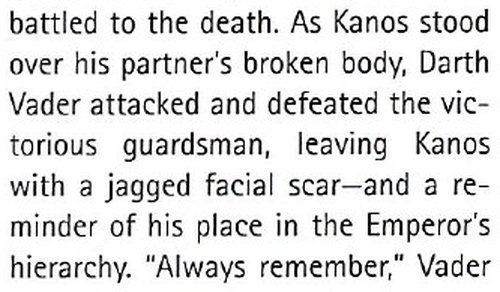 battled to the death. As Kanos stood
over his partner's broken body, Darth
Vader attacked and defeated the vic-
torious guardsman, leaving Kanos
with a jagged facial scar—and a re-
minder of his place in the Emperor's
hierarchy. "Always remember," Vader